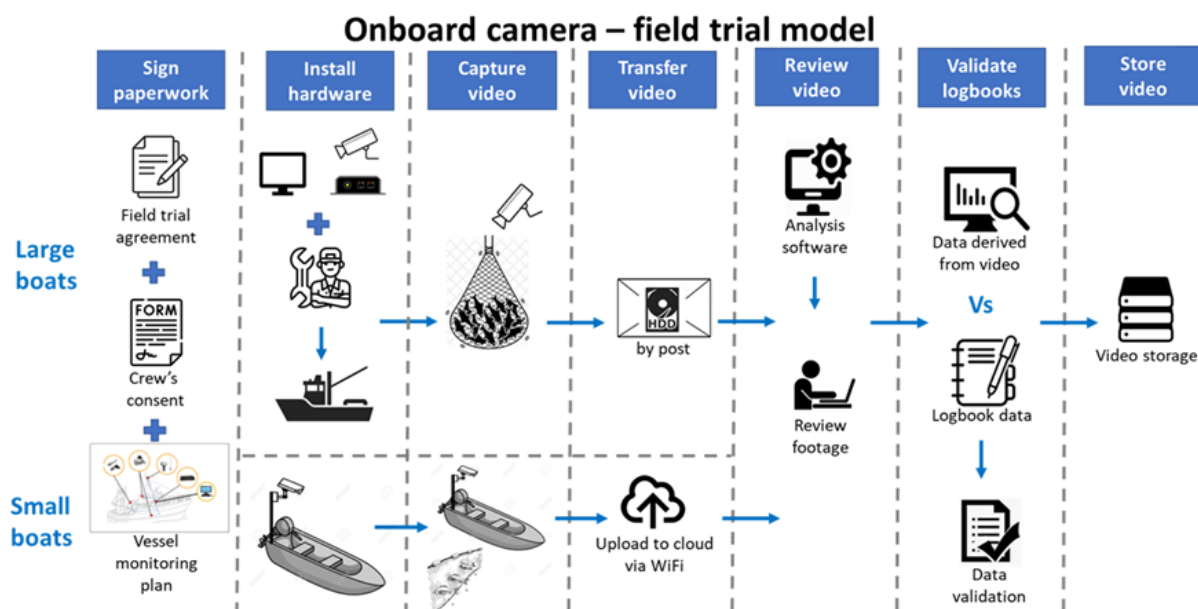 Onboard camera – field trial model
Sign
paperwork
Install
hardware
Capture
video
Transfer
video
Review
video
Validate
logbooks
Store
video
Large
boats
Small
boats
Field trial
agreement
FORM
Crew's
consent
Vessel
monitoring
plan
HDD
by post
Upload to cloud
via WiFi
Analysis
software
Review
footage
Data derived
from video
Vs
Logbook data
Data
validation
Video storage